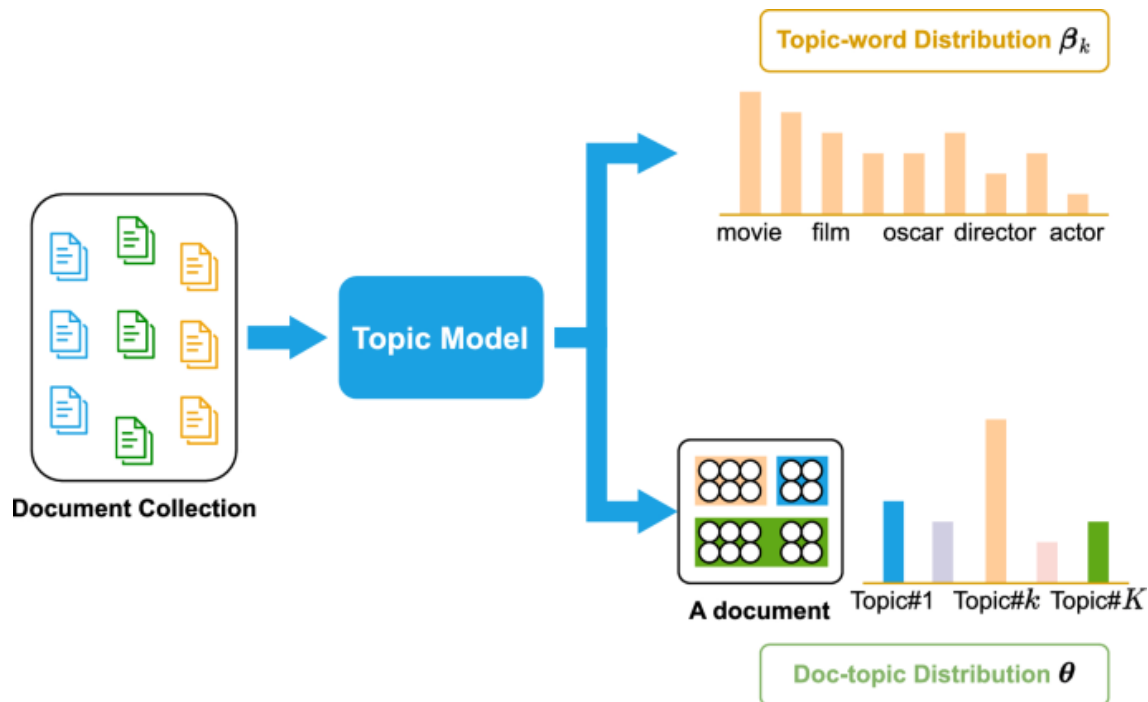 Topic-word Distribution βₖ
movie film oscar director actor
Topic Model
Document Collection
A document
Topic#1 Topic#k Topic#K
Doc-topic Distribution θ